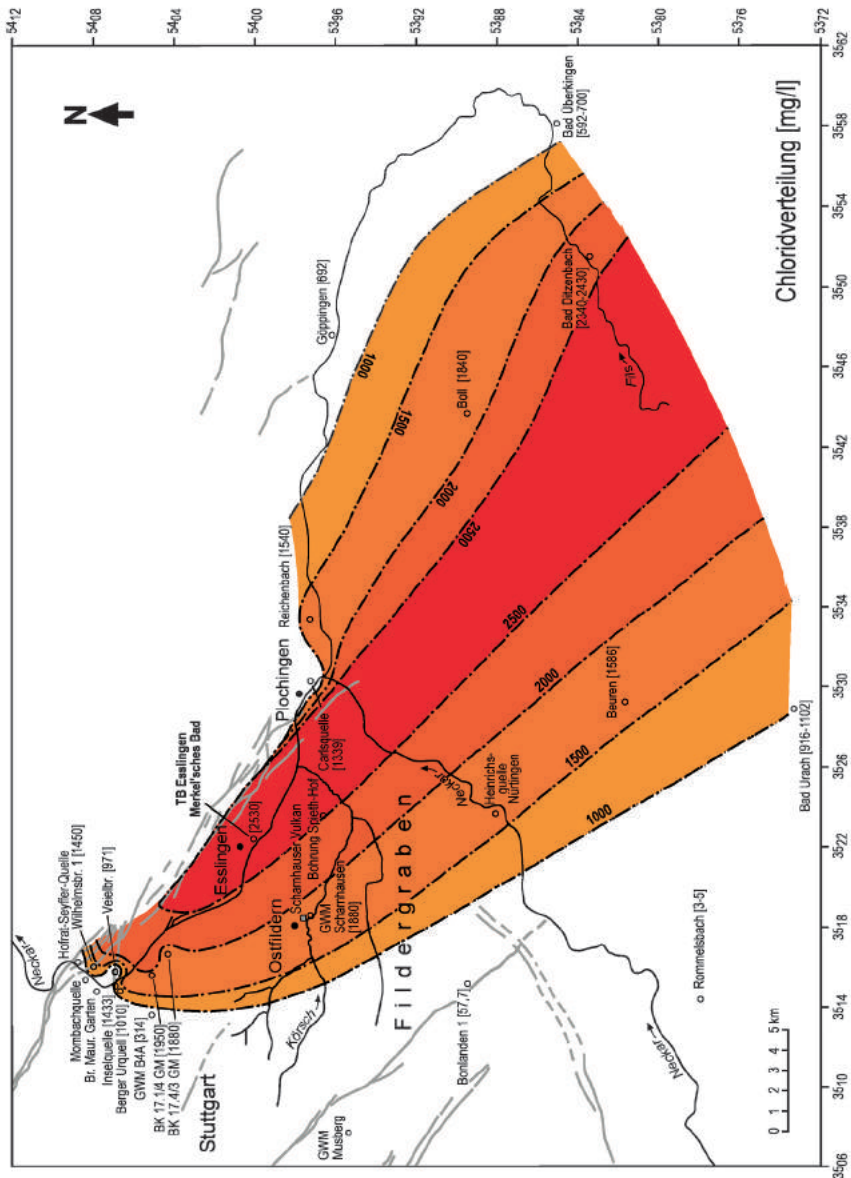 N
Chloridverteilung [mg/l]
Neckar
Hofrat-Seyffer-Quelle
Wilhelmsbr. 1 [1450]
Veielbr. [971]
Mombachquelle
Br. Maur. Garten
Inselquelle [1433]
Berger Urquell [1010]
GWM B4A [314]
BK 17.1/4 GM [1950]
BK 17.4/3 GM [1880]
Stuttgart
TB Esslingen
Merkel'sches Bad
Esslingen
[2530]
Plochingen
Reichenbach [1540]
Göppingen [692]
Carlsquelle
[1339]
Ostfildern
Scharnhauser Vulkan
Bohrung Spieth-Hof
GWM
Scharnhausen
[1880]
Körsch
Fildergraben
GWM
Musberg
Bonlanden 1 [57,7]
Neckar
Heinrichs-
quelle
Nürtingen
Boll [1840]
Bad Ditzenbach
[2340-2430]
Bad Überkingen
[592-700]
Fils
Beuren [1586]
Bad Urach [916-1102]
Rommelsbach [3-5]
Neckar
1000
1500
2000
2500
2500
2000
1500
1000
0 1 2 3 4 5 km
5412
5408
5404
5400
5396
5392
5388
5384
5380
5376
5372
3506
3510
3514
3518
3522
3526
3530
3534
3538
3542
3546
3550
3554
3558
3562